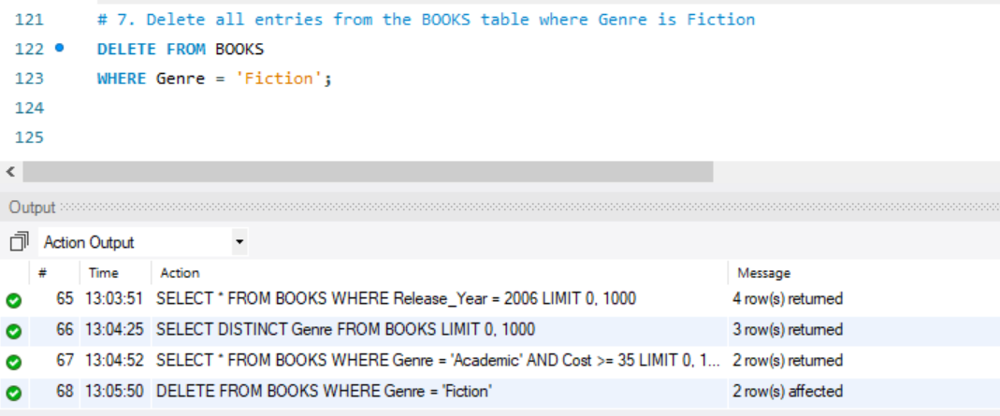 121 # 7. Delete all entries from the BOOKS table where Genre is Fiction
122 DELETE FROM BOOKS
123 WHERE Genre = 'Fiction';
124
125
Output
Action Output
# Time Action Message
65 13:03:51 SELECT * FROM BOOKS WHERE Release_Year = 2006 LIMIT 0, 1000 4 row(s) returned
66 13:04:25 SELECT DISTINCT Genre FROM BOOKS LIMIT 0, 1000 3 row(s) returned
67 13:04:52 SELECT * FROM BOOKS WHERE Genre = 'Academic' AND Cost >= 35 LIMIT 0, 1... 2 row(s) returned
68 13:05:50 DELETE FROM BOOKS WHERE Genre = 'Fiction' 2 row(s) affected